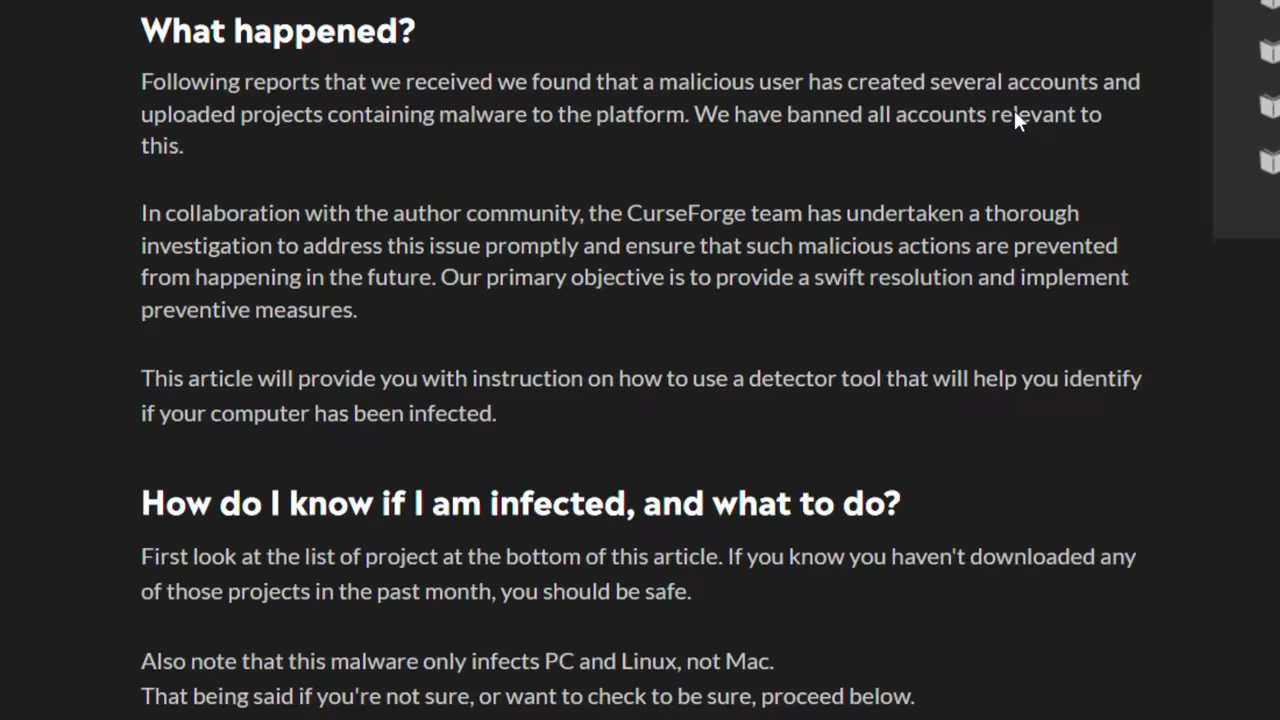 What happened?
Following reports that we received we found that a malicious user has created several accounts and
uploaded projects containing malware to the platform. We have banned all accounts relevant to
this.
In collaboration with the author community, the CurseForge team has undertaken a thorough
investigation to address this issue promptly and ensure that such malicious actions are prevented
from happening in the future. Our primary objective is to provide a swift resolution and implement
preventive measures.
This article will provide you with instruction on how to use a detector tool that will help you identify
if your computer has been infected.
How do I know if I am infected, and what to do?
First look at the list of project at the bottom of this article. If you know you haven't downloaded any
of those projects in the past month, you should be safe.
Also note that this malware only infects PC and Linux, not Mac.
That being said if you're not sure, or want to check to be sure, proceed below.